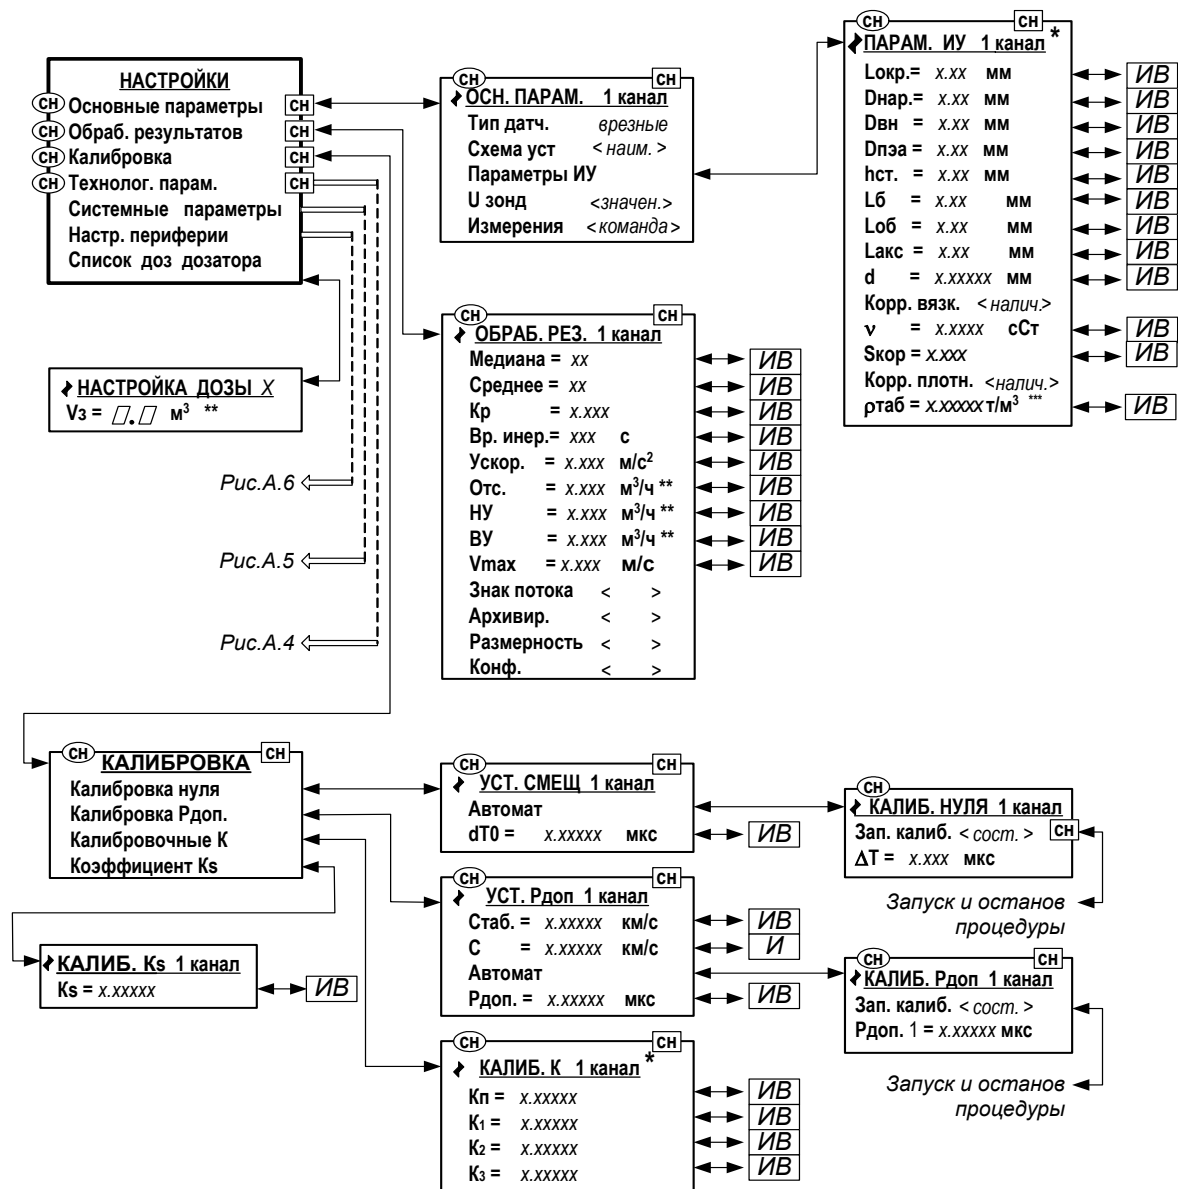 НАСТРОЙКИ
СН Основные параметры СН
СН Обраб. результатов СН
СН Калибровка СН
СН Технолог. парам. СН
Системные параметры
Настр. периферии
Список доз дозатора
НАСТРОЙКА ДОЗЫ X
Vз = . м³ **
Рис.А.6
Рис.А.5
Рис.А.4
СН СН
ОСН. ПАРАМ. 1 канал
Тип датч. врезные
Схема уст < наим. >
Параметры ИУ
U зонд <значен.>
Измерения <команда>
СН СН
ПАРАМ. ИУ 1 канал *
Lокр.= x.xx мм ИВ
Dнар.= x.xx мм ИВ
Dвн = x.xx мм ИВ
Dпэа = x.xx мм ИВ
hст. = x.xx мм ИВ
Lб = x.xx мм ИВ
Lоб = x.xx мм ИВ
Lакс = x.xx мм ИВ
d = x.xxxxx мм ИВ
Корр. вязк. < налич.>
ν = x.xxxx сСт ИВ
Sкор = x.xxx ИВ
Корр. плотн. <налич.>
ρтаб = x.xxxxx т/м³ *** ИВ
СН СН
ОБРАБ. РЕЗ. 1 канал
Медиана = xx ИВ
Среднее = xx ИВ
Кр = x.xxx ИВ
Вр. инер.= xxx с ИВ
Ускор. = x.xxx м/с² ИВ
Отс. = x.xxx м³/ч ** ИВ
НУ = x.xxx м³/ч ** ИВ
ВУ = x.xxx м³/ч ** ИВ
Vmax = x.xxx м/с ИВ
Знак потока < >
Архивир. < >
Размерность < >
Конф. < >
СН СН
КАЛИБРОВКА
Калибровка нуля
Калибровка Рдоп.
Калибровочные К
Коэффициент Ks
КАЛИБ. Ks 1 канал
Ks = x.xxxxx ИВ
СН СН
УСТ. СМЕЩ 1 канал
Автомат
dT0 = x.xxxxx мкс ИВ
СН
КАЛИБ. НУЛЯ 1 канал
Зап. калиб. < сост. > СН
ΔT = x.xxx мкс
Запуск и останов
процедуры
СН СН
УСТ. Рдоп 1 канал
Стаб. = x.xxxxx км/с ИВ
С = x.xxxxx км/с И
Автомат
Рдоп. = x.xxxxx мкс ИВ
СН СН
КАЛИБ. Рдоп 1 канал
Зап. калиб. < сост. >
Рдоп. 1 = x.xxxxx мкс
Запуск и останов
процедуры
СН СН
КАЛИБ. К 1 канал *
Кп = x.xxxxx ИВ
К₁ = x.xxxxx ИВ
К₂ = x.xxxxx ИВ
К₃ = x.xxxxx ИВ